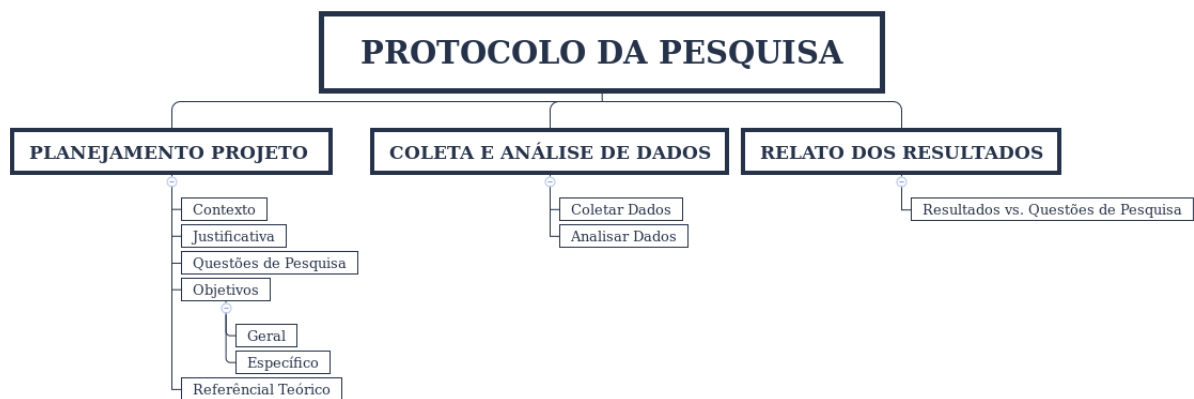 PROTOCOLO DA PESQUISA
PLANEJAMENTO PROJETO
Contexto
Justificativa
Questões de Pesquisa
Objetivos
Geral
Específico
Referêncial Teórico
COLETA E ANÁLISE DE DADOS
Coletar Dados
Analisar Dados
RELATO DOS RESULTADOS
Resultados vs. Questões de Pesquisa